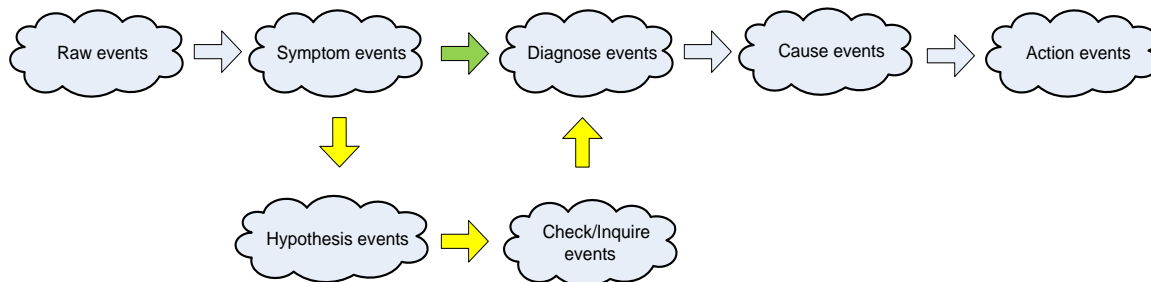 Raw events
Symptom events
Diagnose events
Cause events
Action events
Hypothesis events
Check/Inquire
events